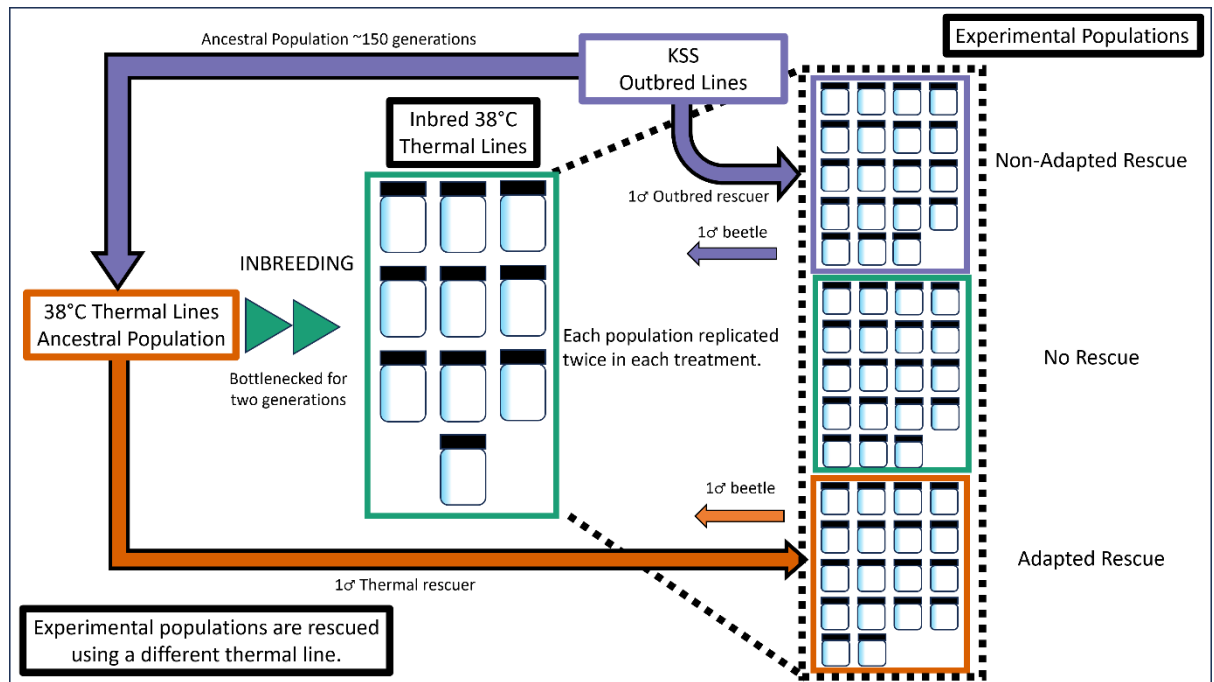 Ancestral Population ~150 generations
KSS
Outbred Lines
Experimental Populations
Inbred 38°C
Thermal Lines
Non-Adapted Rescue
1♂ Outbred rescuer
1♂ beetle
INBREEDING
38°C Thermal Lines
Ancestral Population
Bottlenecked for
two generations
Each population replicated
twice in each treatment.
No Rescue
1♂ beetle
Adapted Rescue
1♂ Thermal rescuer
Experimental populations are rescued
using a different thermal line.